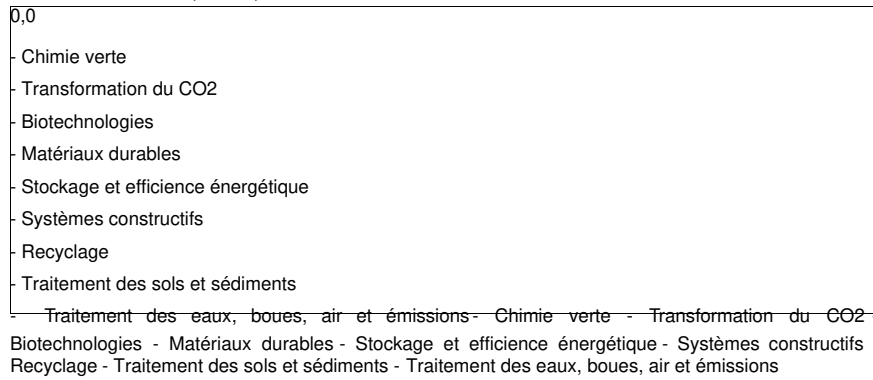 0,0
- Chimie verte
- Transformation du CO2
- Biotechnologies
- Matériaux durables
- Stockage et efficience énergétique
- Systèmes constructifs
- Recyclage
- Traitement des sols et sédiments
- Traitement des eaux, boues, air et émissions- Chimie verte - Transformation du CO2 -
Biotechnologies - Matériaux durables - Stockage et efficience énergétique - Systèmes constructifs
Recyclage - Traitement des sols et sédiments - Traitement des eaux, boues, air et émissions